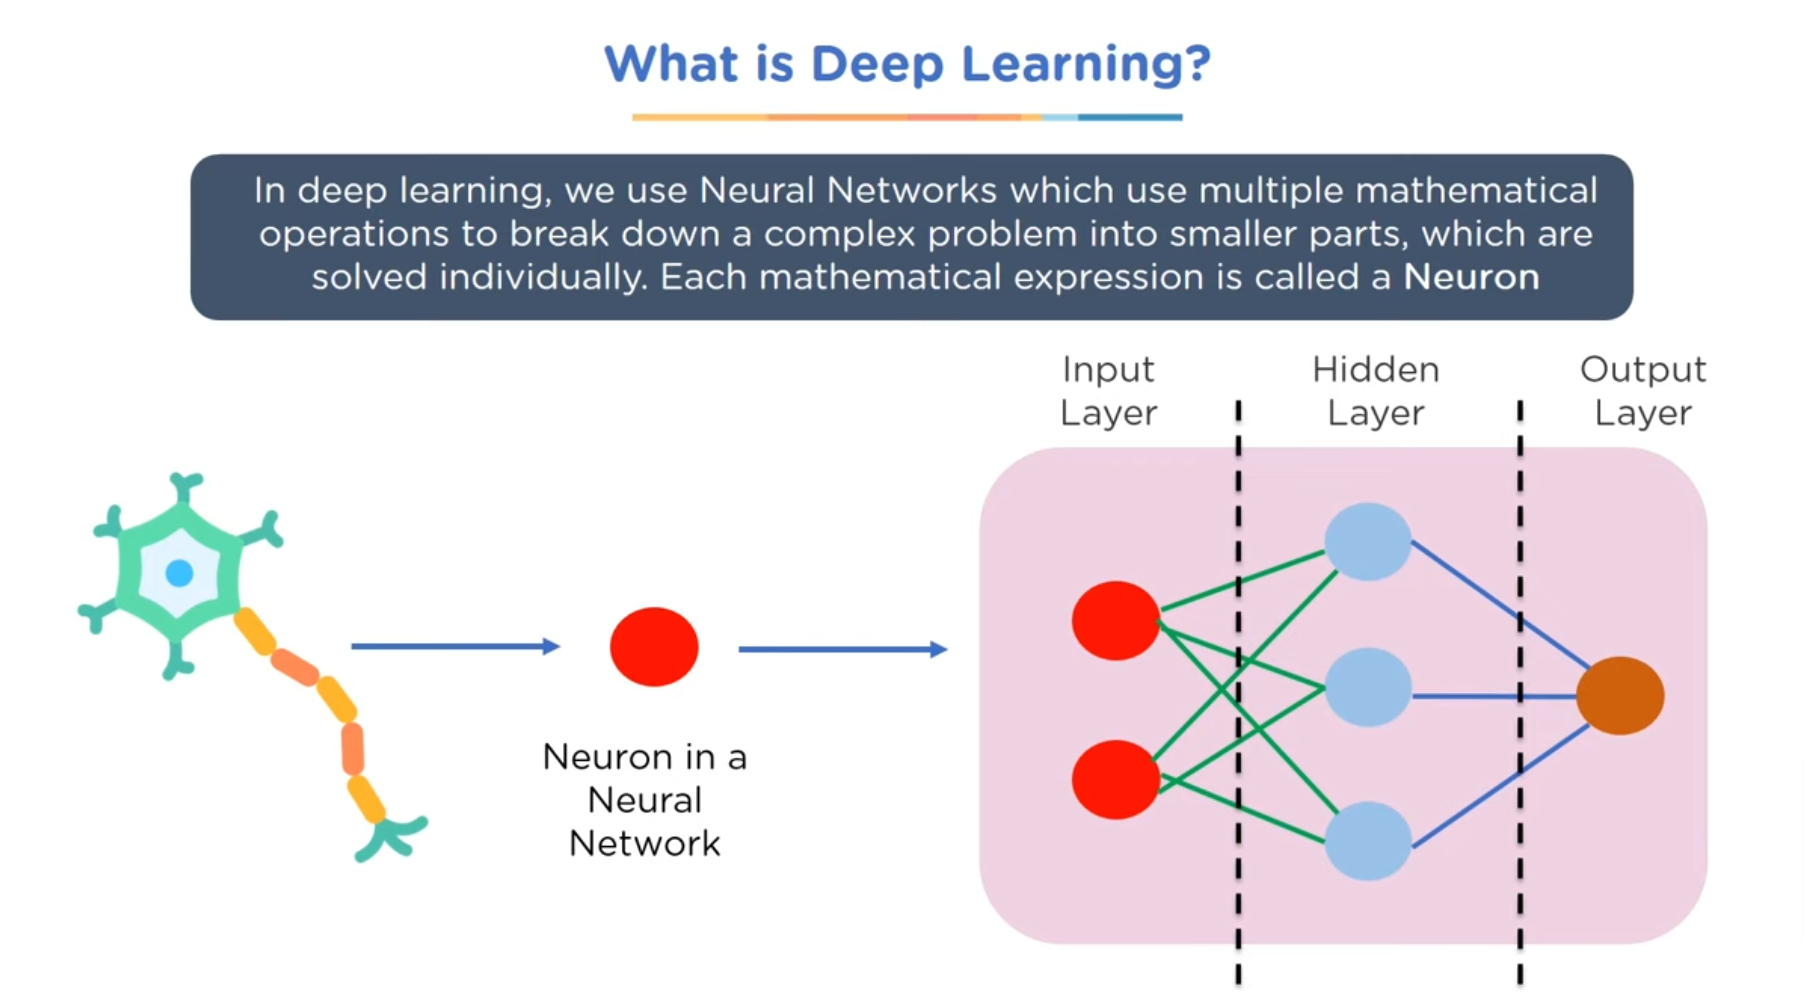 What is Deep Learning?
In deep learning, we use Neural Networks which use multiple mathematical
operations to break down a complex problem into smaller parts, which are
solved individually. Each mathematical expression is called a Neuron
Input
Layer
Hidden
Layer
Output
Layer
Neuron in a
Neural
Network